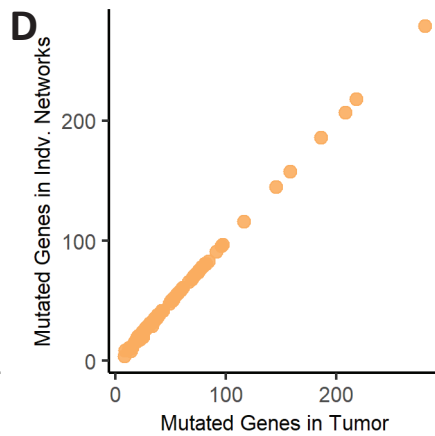 D
Mutated Genes in Indv. Networks
200
100
0
0 100 200
Mutated Genes in Tumor